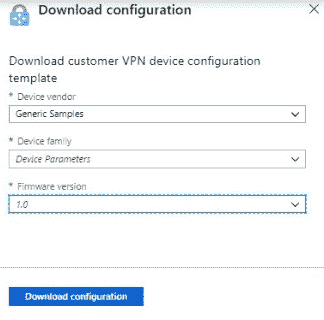 Download configuration
Download customer VPN device configuration
template
* Device vendor
Generic Samples
* Device family
Device Parameters
* Firmware version
1.0
Download configuration